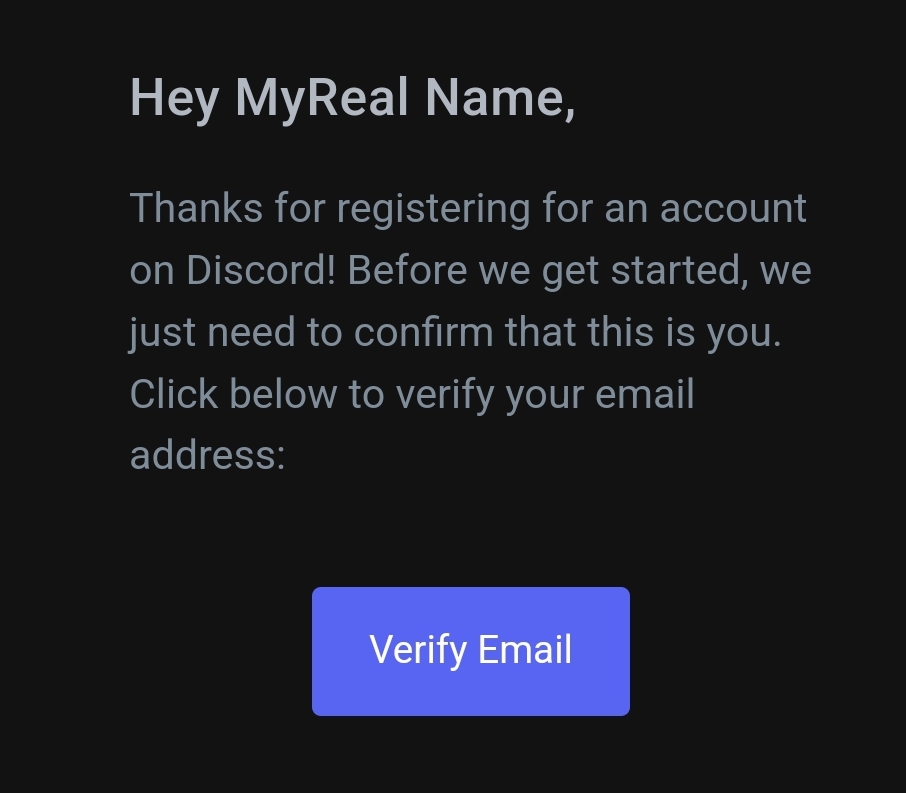 Hey MyReal Name,
Thanks for registering for an account
on Discord! Before we get started, we
just need to confirm that this is you.
Click below to verify your email
address:
Verify Email